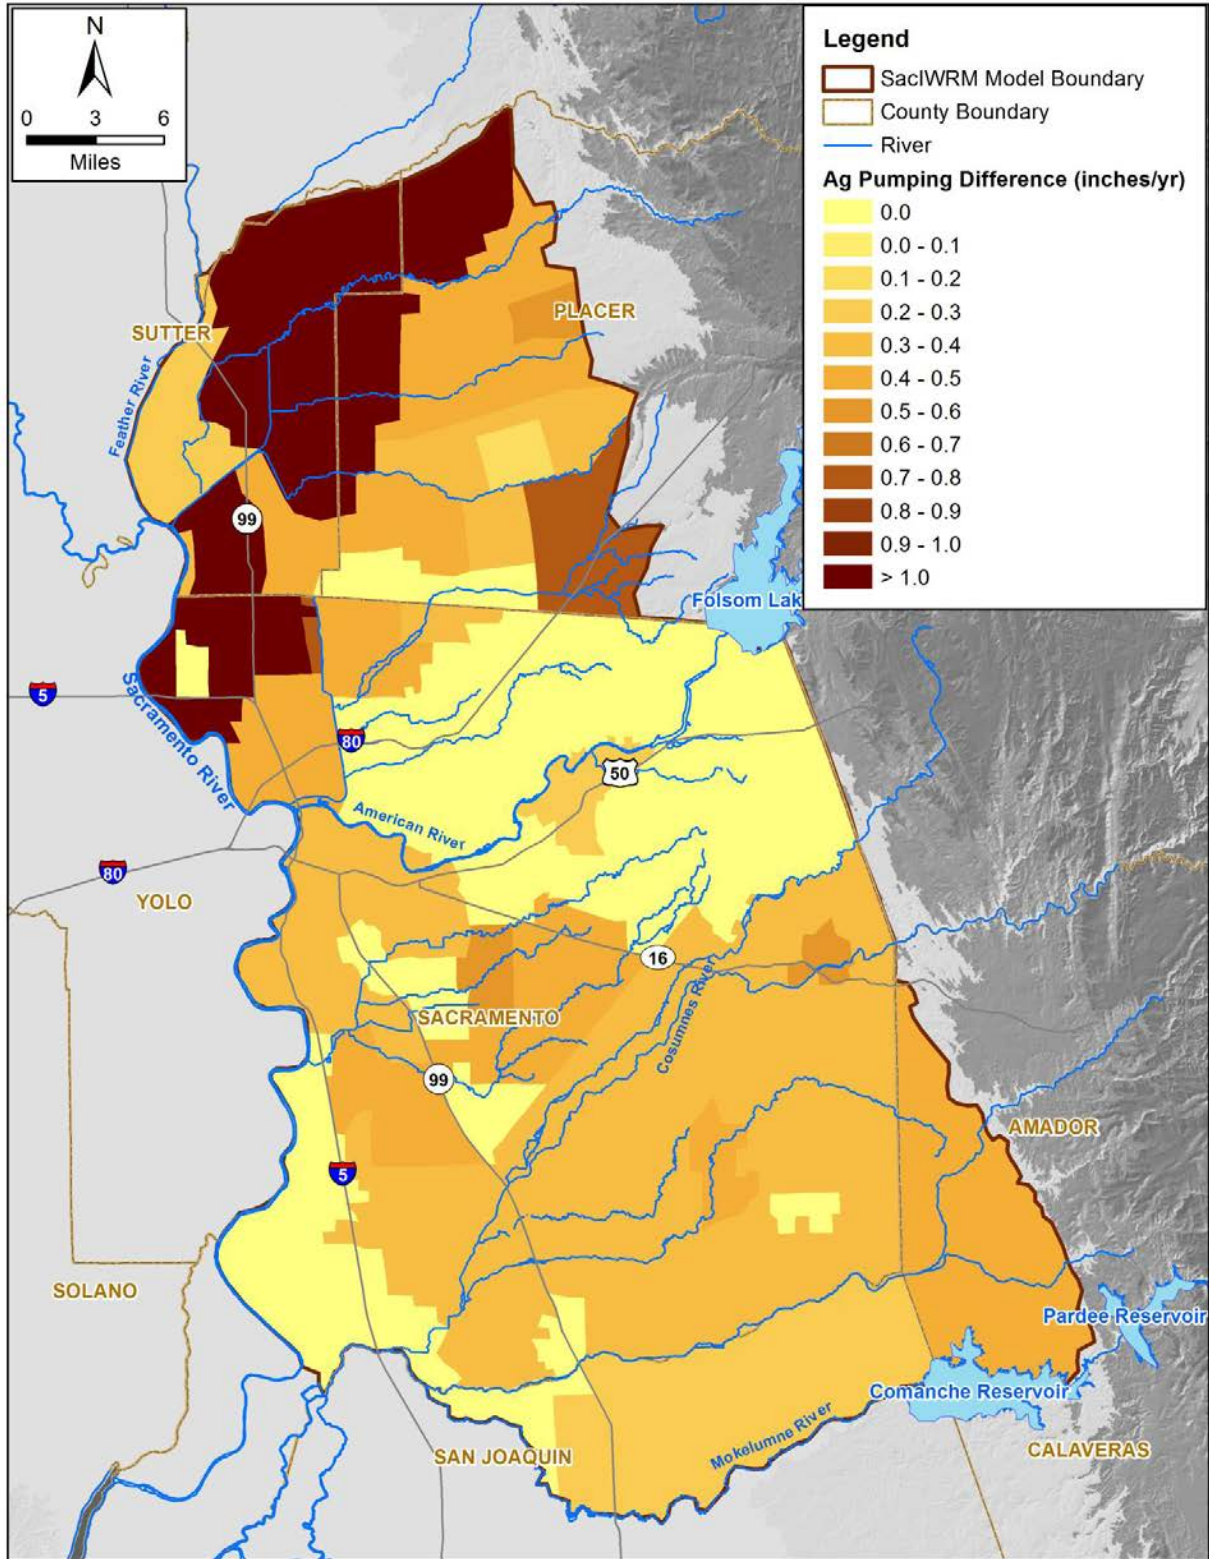 N
0 3 6
Miles
Legend
SacIWRM Model Boundary
County Boundary
River
Ag Pumping Difference (inches/yr)
0.0
0.0 - 0.1
0.1 - 0.2
0.2 - 0.3
0.3 - 0.4
0.4 - 0.5
0.5 - 0.6
0.6 - 0.7
0.7 - 0.8
0.8 - 0.9
0.9 - 1.0
> 1.0
PLACER
SUTTER
Feather River
99
Folsom Lak
5
Sacramento River
80
50
American River
80
YOLO
16
Cosumnes River
SACRAMENTO
99
AMADOR
5
SOLANO
Pardee Reservoir
Comanche Reservoir
Mokelumne River
SAN JOAQUIN
CALAVERAS